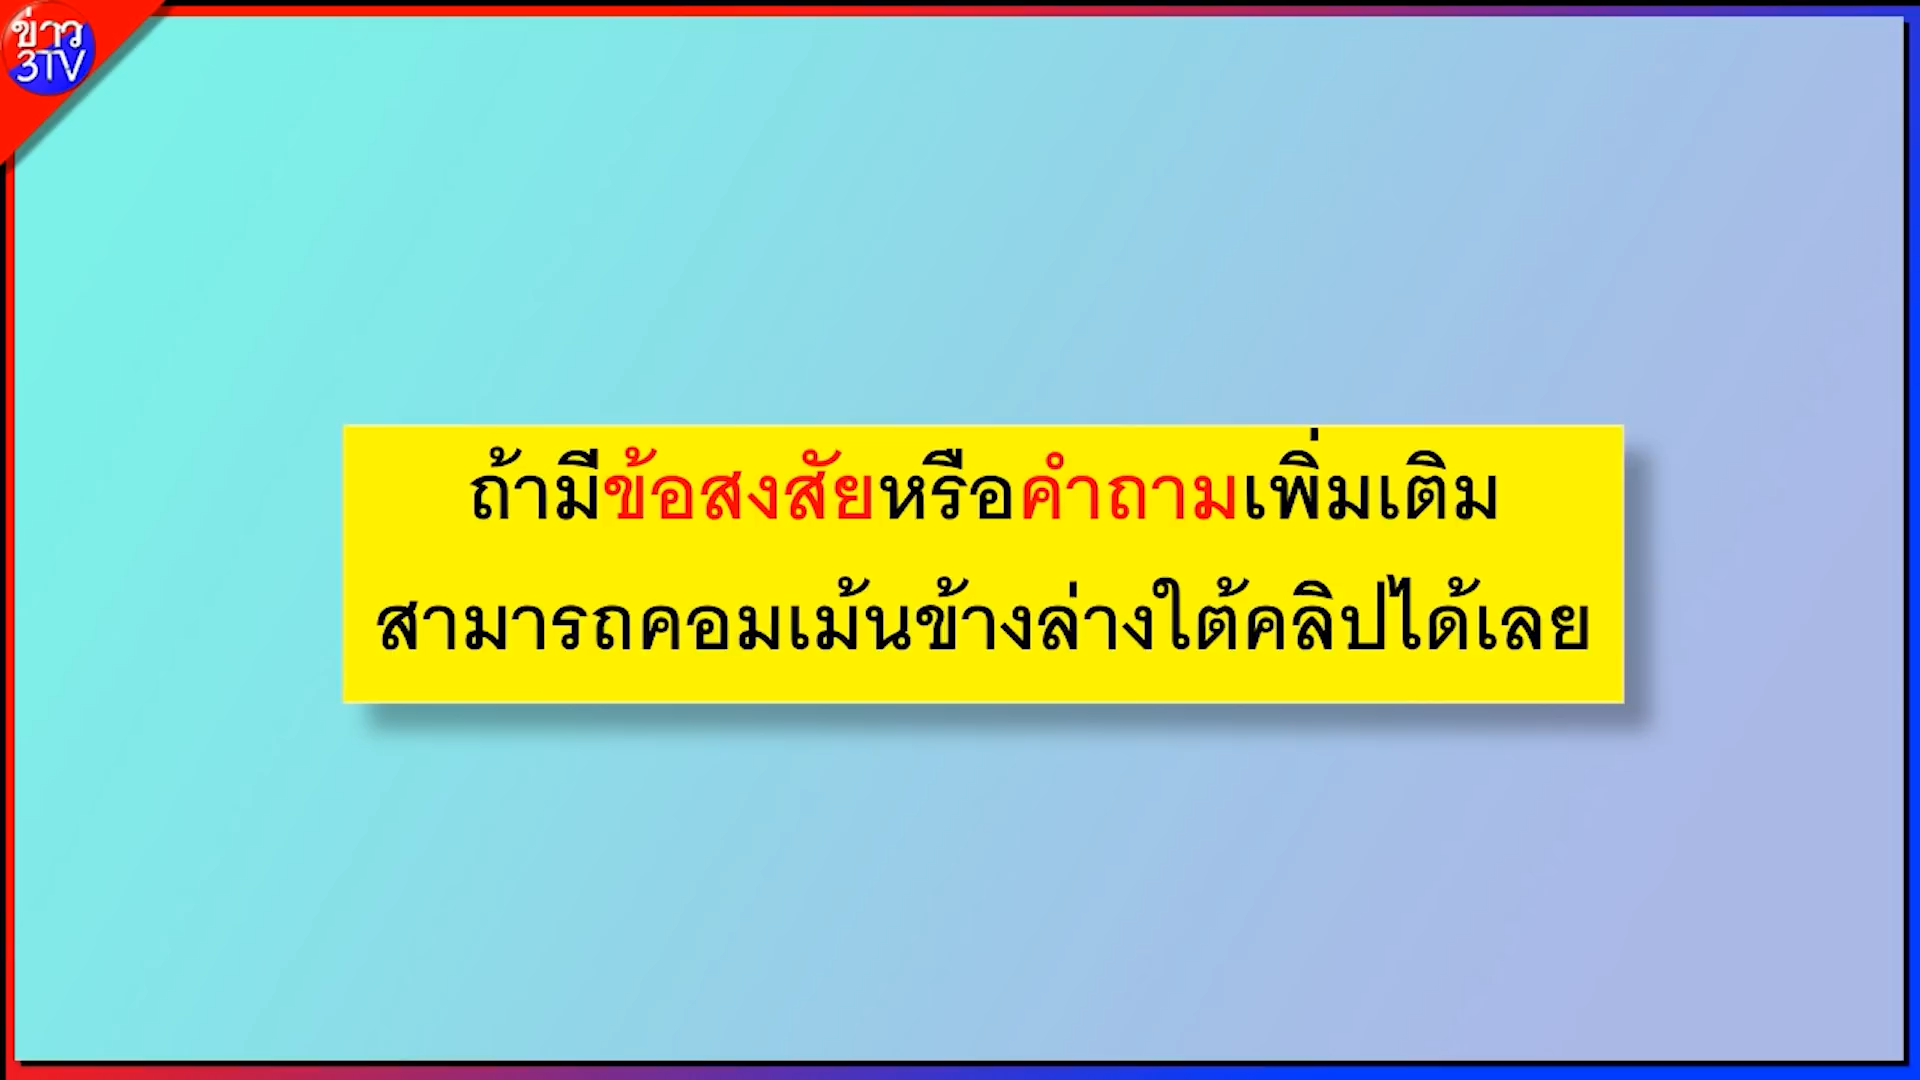 ข่าว
3TV
ถ้ามีข้อสงสัยหรือคำถามเพิ่มเติม
สามารถคอมเม้นข้างล่างใต้คลิปได้เลย